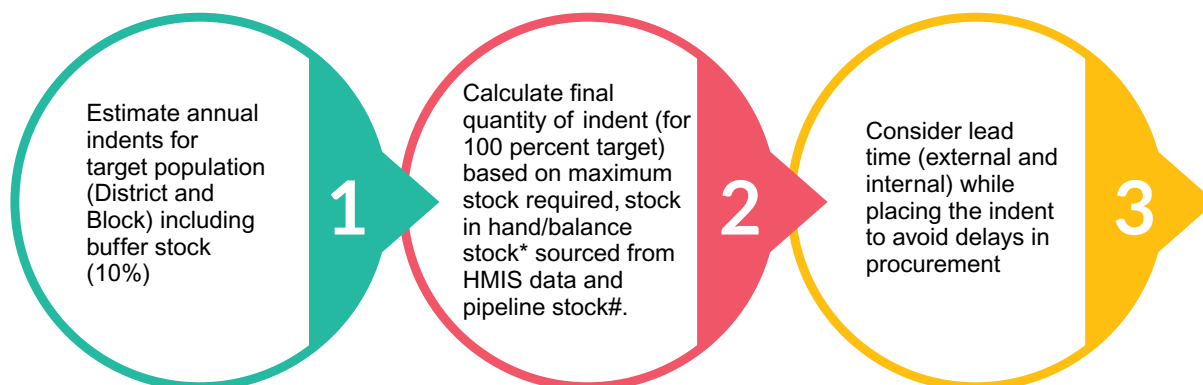 Estimate annual
indents for
target population
(District and
Block) including
buffer stock
(10%)
1
Calculate final
quantity of indent (for
100 percent target)
based on maximum
stock required, stock
in hand/balance
stock* sourced from
HMIS data and
pipeline stock#.
2
Consider lead
time (external and
internal) while
placing the indent
to avoid delays in
procurement
3